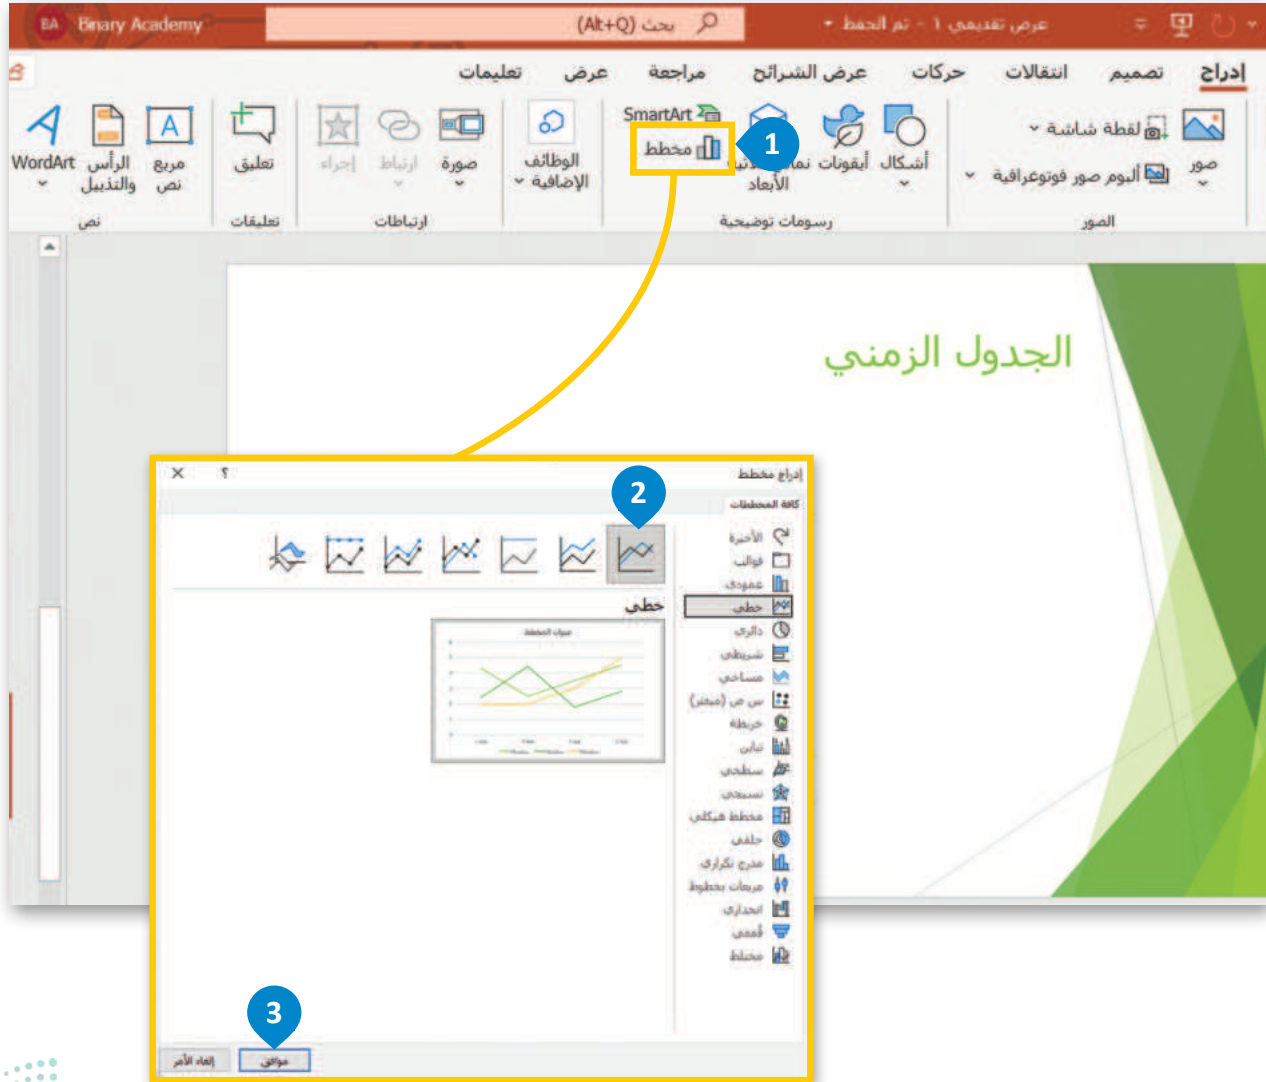 عرض تقديمي ١ - تم الحفظ
بحث (Alt+Q)
Binary Academy
BA
إدراج
تصميم
انتقالات
حركات
عرض الشرائح
مراجعة
عرض
تعليمات
صور
لقطة شاشة
ألبوم صور فوتوغرافية
الصور
أشكال
أيقونات
الأبعاد
SmartArt
مخطط
رسومات توضيحية
الوظائف
الإضافية
صورة
ارتباط
إجراء
ارتباطات
تعليق
تعليقات
مربع
نص
الرأس
والتذييل
WordArt
نص
1
الجدول الزمني
إدراج مخطط
؟
كافة المخططات
2
الأخيرة
قوالب
عمودي
خطي
دائري
شريطي
مساحي
س ص (مبعثر)
خريطة
تباين
سطحي
نسيجي
مخطط هيكلي
حلقي
مدرج تكراري
مربعات بخطوط
انحداري
قُمعي
مختلط
خطي
عنوان المخطط
3
موافق
إلغاء الأمر